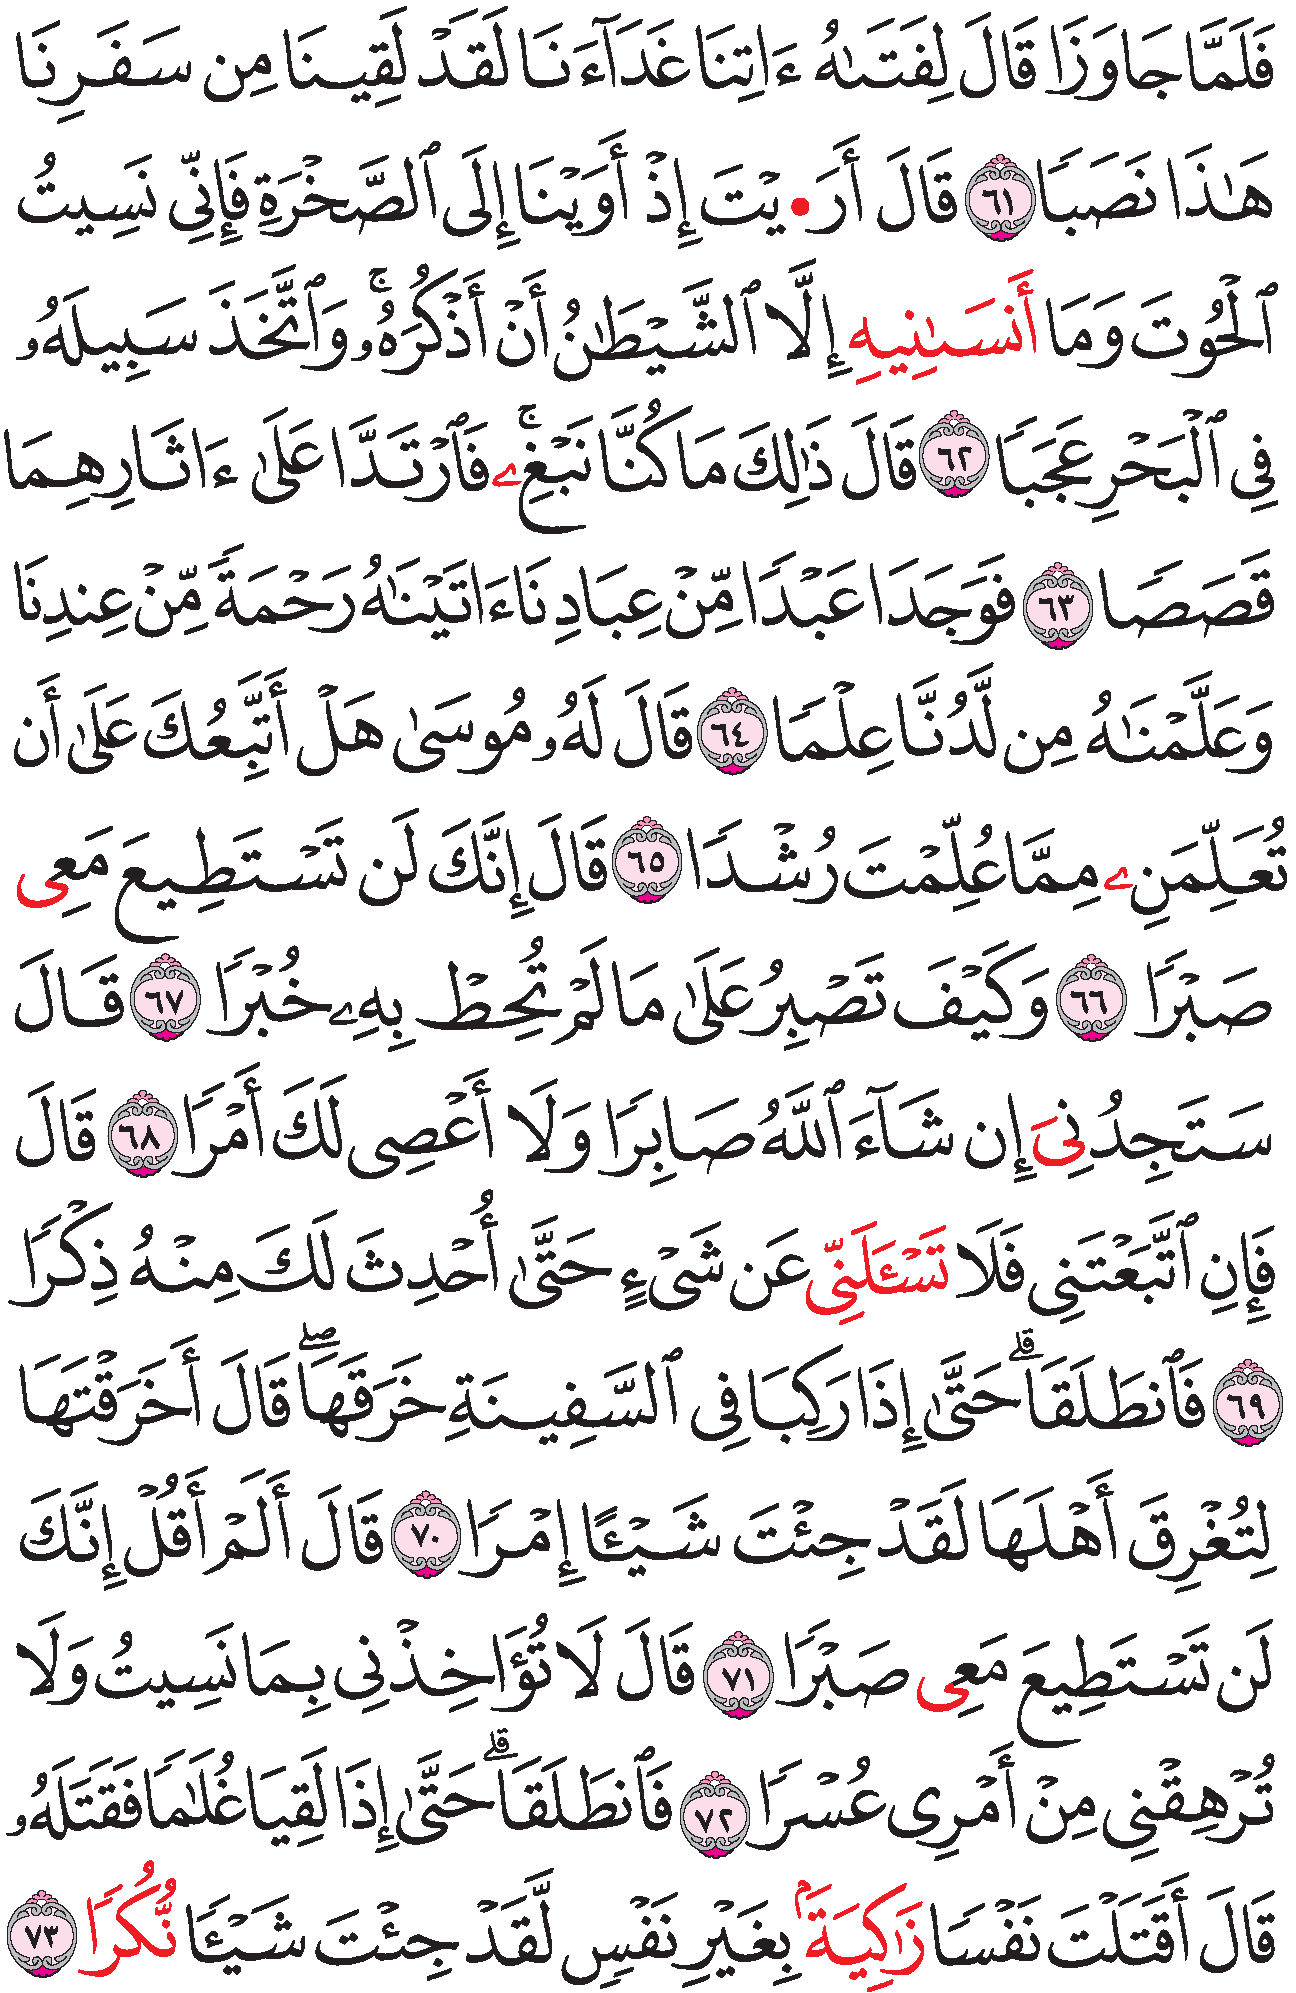 فَلَمَّا جَاوَزَا قَالَ لِفَتَىٰهُ ءَاتِنَا غَدَآءَنَا لَقَدْ لَقِينَا مِن سَفَرِنَا
هَٰذَا نَصَبًا ٦١ قَالَ أَرَ•يْتَ إِذْ أَوَيْنَا إِلَى ٱلصَّخْرَةِ فَإِنِّى نَسِيتُ
ٱلْحُوتَ وَمَا أَنسَىٰنِيهِ إِلَّا ٱلشَّيْطَٰنُ أَنْ أَذْكُرَهُۥ ۚ وَٱتَّخَذَ سَبِيلَهُۥ
فِى ٱلْبَحْرِ عَجَبًا ٦٢ قَالَ ذَٰلِكَ مَا كُنَّا نَبْغِۦ ۚ فَٱرْتَدَّا عَلَىٰ ءَاثَارِهِمَا
قَصَصًا ٦٣ فَوَجَدَا عَبْدًا مِّنْ عِبَادِنَا ءَاتَيْنَٰهُ رَحْمَةً مِّنْ عِندِنَا
وَعَلَّمْنَٰهُ مِن لَّدُنَّا عِلْمًا ٦٤ قَالَ لَهُۥ مُوسَىٰ هَلْ أَتَّبِعُكَ عَلَىٰ أَن
تُعَلِّمَنِۦ مِمَّا عُلِّمْتَ رُشْدًا ٦٥ قَالَ إِنَّكَ لَن تَسْتَطِيعَ مَعِى
صَبْرًا ٦٦ وَكَيْفَ تَصْبِرُ عَلَىٰ مَا لَمْ تُحِطْ بِهِۦ خُبْرًا ٦٧ قَالَ
سَتَجِدُنِىَ إِن شَآءَ ٱللَّهُ صَابِرًا وَلَا أَعْصِى لَكَ أَمْرًا ٦٨ قَالَ
فَإِنِ ٱتَّبَعْتَنِى فَلَا تَسْـَٔلَنِّى عَن شَىْءٍ حَتَّىٰ أُحْدِثَ لَكَ مِنْهُ ذِكْرًا
٦٩ فَٱنطَلَقَا ۗ حَتَّىٰ إِذَا رَكِبَا فِى ٱلسَّفِينَةِ خَرَقَهَا ۖ قَالَ أَخَرَقْتَهَا
لِتُغْرِقَ أَهْلَهَا لَقَدْ جِئْتَ شَيْـًٔا إِمْرًا ٧٠ قَالَ أَلَمْ أَقُلْ إِنَّكَ
لَن تَسْتَطِيعَ مَعِى صَبْرًا ٧١ قَالَ لَا تُؤَاخِذْنِى بِمَا نَسِيتُ وَلَا
تُرْهِقْنِى مِنْ أَمْرِى عُسْرًا ٧٢ فَٱنطَلَقَا ۗ حَتَّىٰ إِذَا لَقِيَا غُلَٰمًا فَقَتَلَهُۥ
قَالَ أَقَتَلْتَ نَفْسًا زَٰكِيَةَۢ بِغَيْرِ نَفْسٍ لَّقَدْ جِئْتَ شَيْـًٔا نُّكُرًا ٧٣